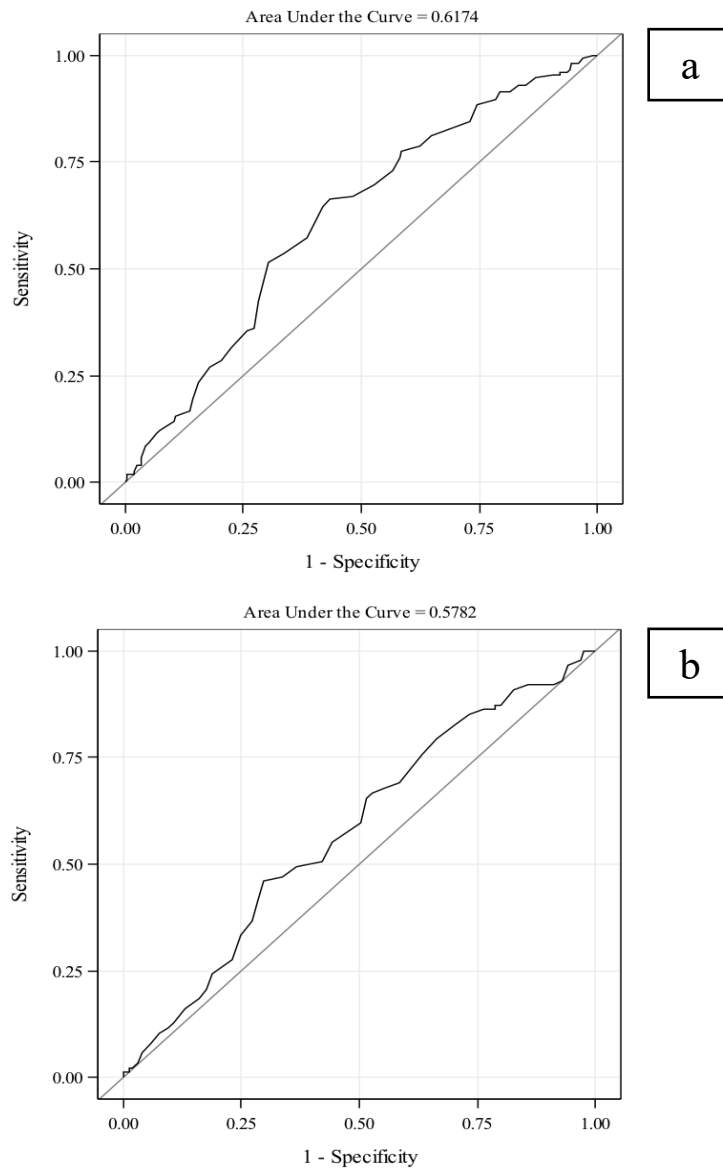 Area Under the Curve = 0.6174
a
1.00
0.75
0.50
0.25
0.00
Sensitivity
0.00 0.25 0.50 0.75 1.00
1 - Specificity
Area Under the Curve = 0.5782
b
1.00
0.75
0.50
0.25
0.00
Sensitivity
0.00 0.25 0.50 0.75 1.00
1 - Specificity